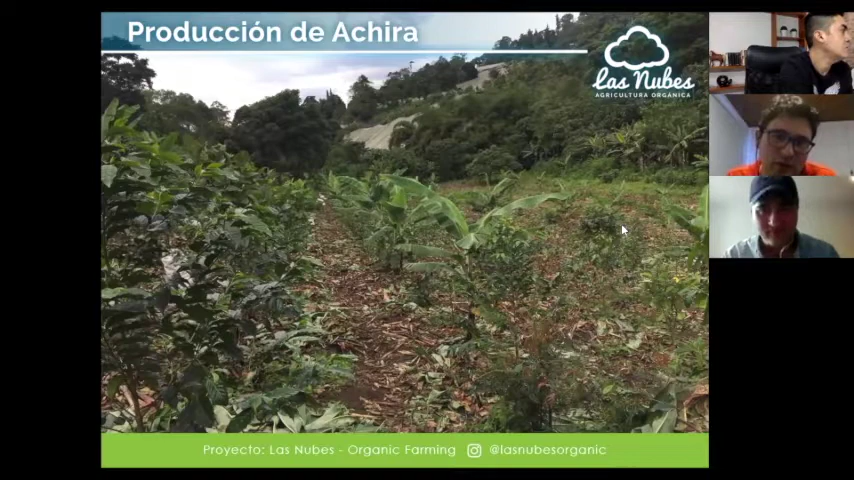 Producción de Achira
Las Nubes
AGRICULTURA ORGÁNICA
Proyecto: Las Nubes - Organic Farming @lasnubesorganic